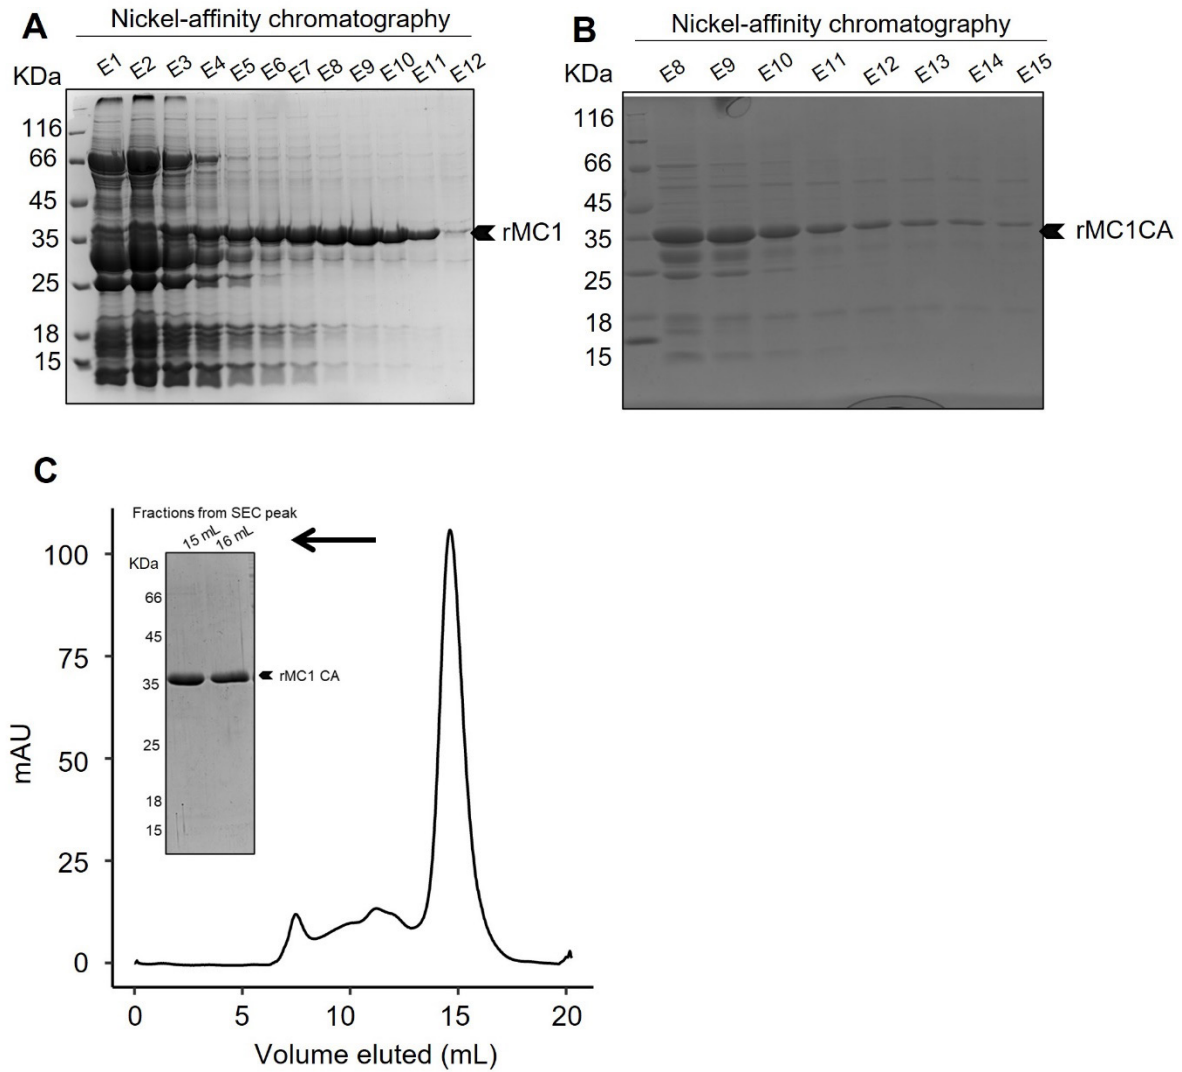 A
Nickel-affinity chromatography
KDa
E1 E2 E3 E4 E5 E6 E7 E8 E9 E10 E11 E12
116
66
45
35
25
18
15
rMC1
B
Nickel-affinity chromatography
KDa
E8 E9 E10 E11 E12 E13 E14 E15
116
66
45
35
25
18
15
rMC1CA
C
Fractions from SEC peak
15 mL 16 mL
KDa
66
45
35
25
18
15
rMC1 CA
mAU
100
75
50
25
0
0 5 10 15 20
Volume eluted (mL)